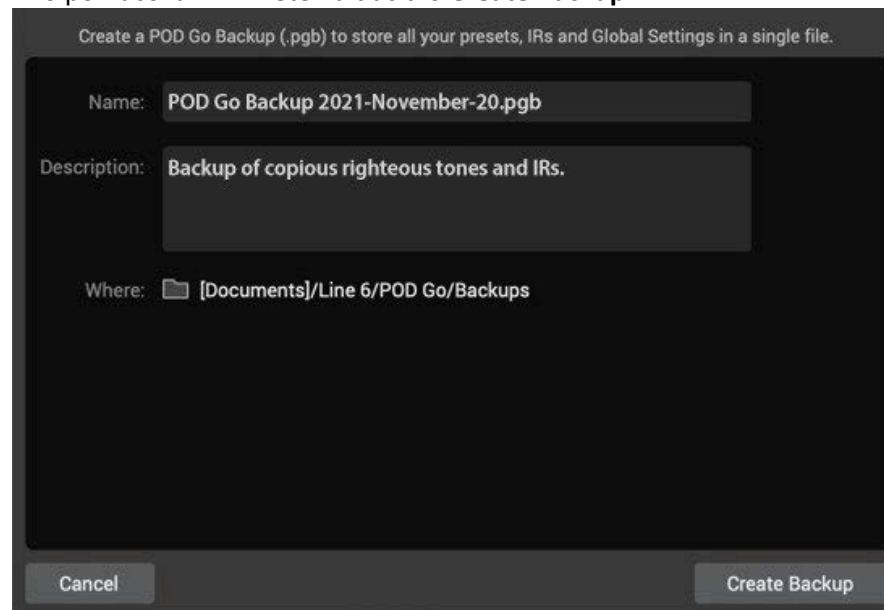 Create a POD Go Backup (.pgb) to store all your presets, IRs and Global Settings in a single file.
Name: POD Go Backup 2021-November-20.pgb
Description: Backup of copious righteous tones and IRs.
Where: [Documents]/Line 6/POD Go/Backups
Cancel Create Backup